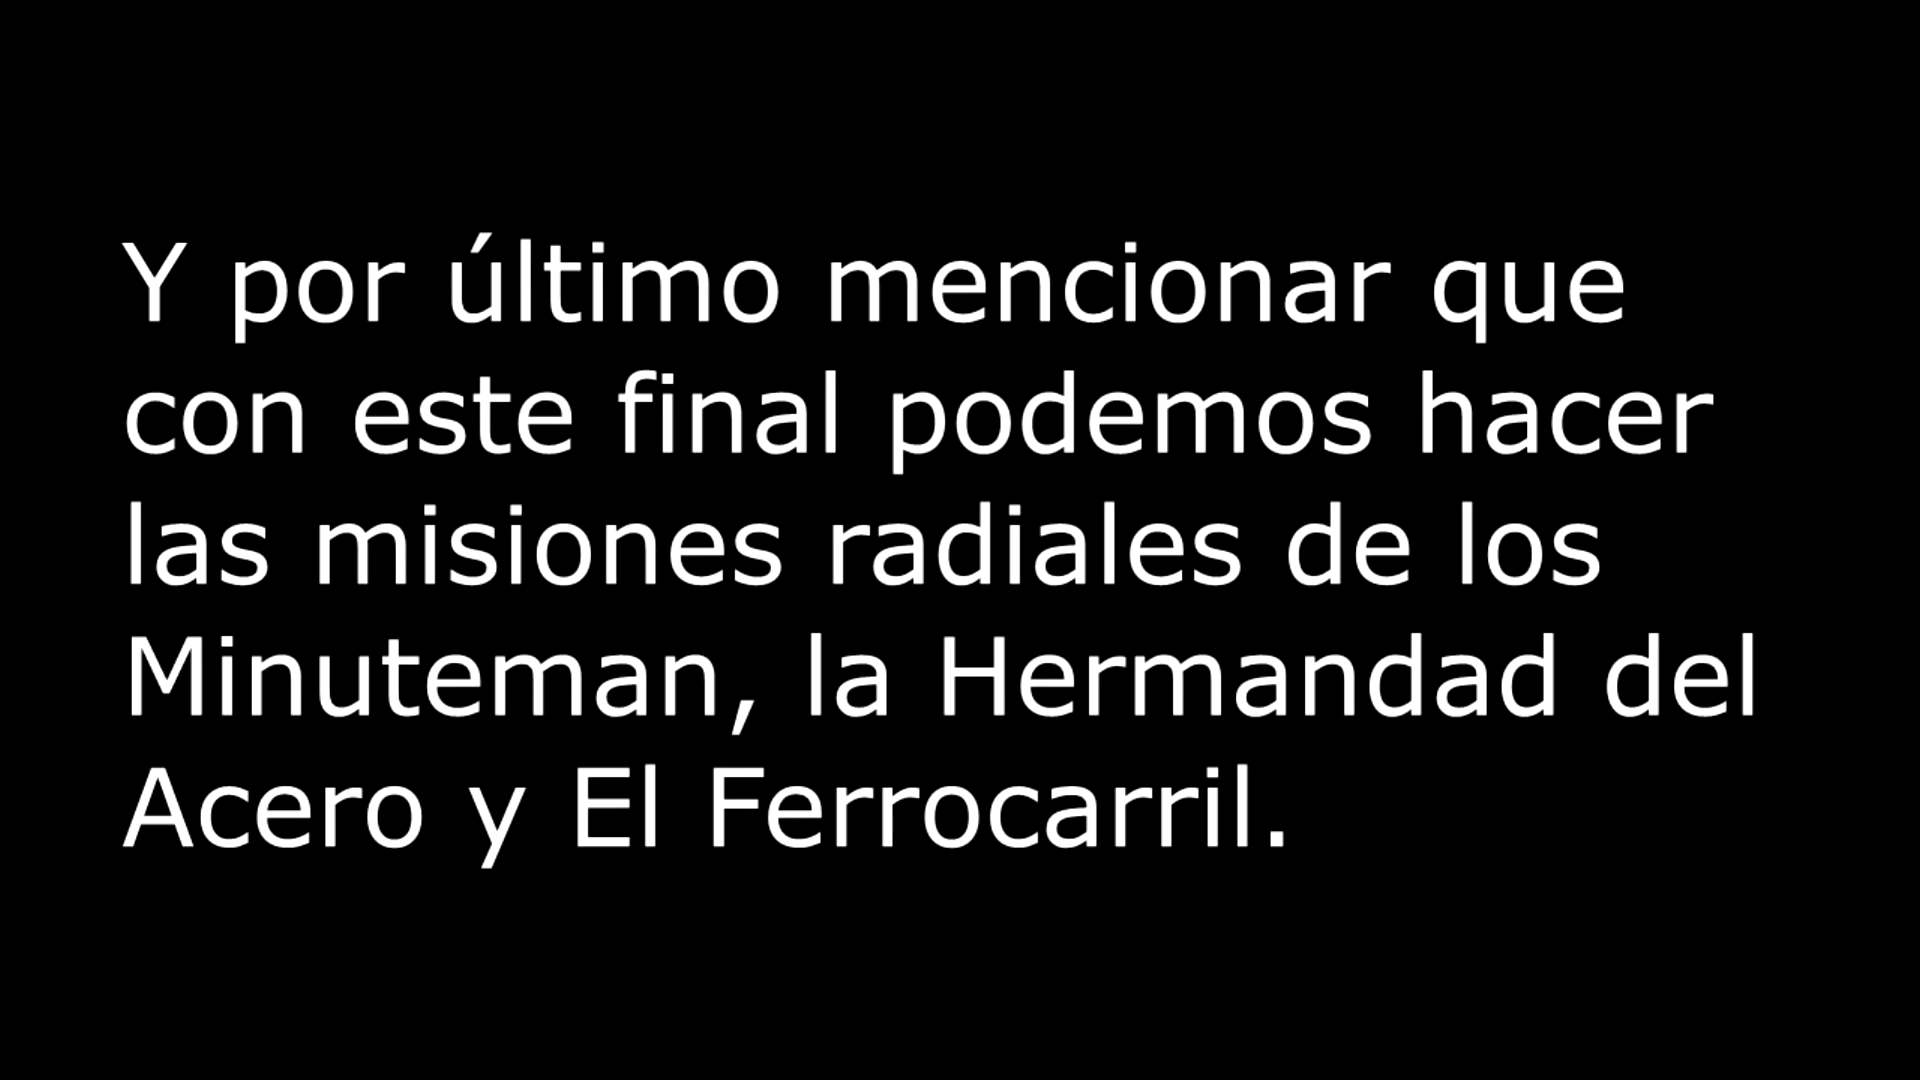 Y por último mencionar que
con este final podemos hacer
las misiones radiales de los
Minuteman, la Hermandad del
Acero y El Ferrocarril.